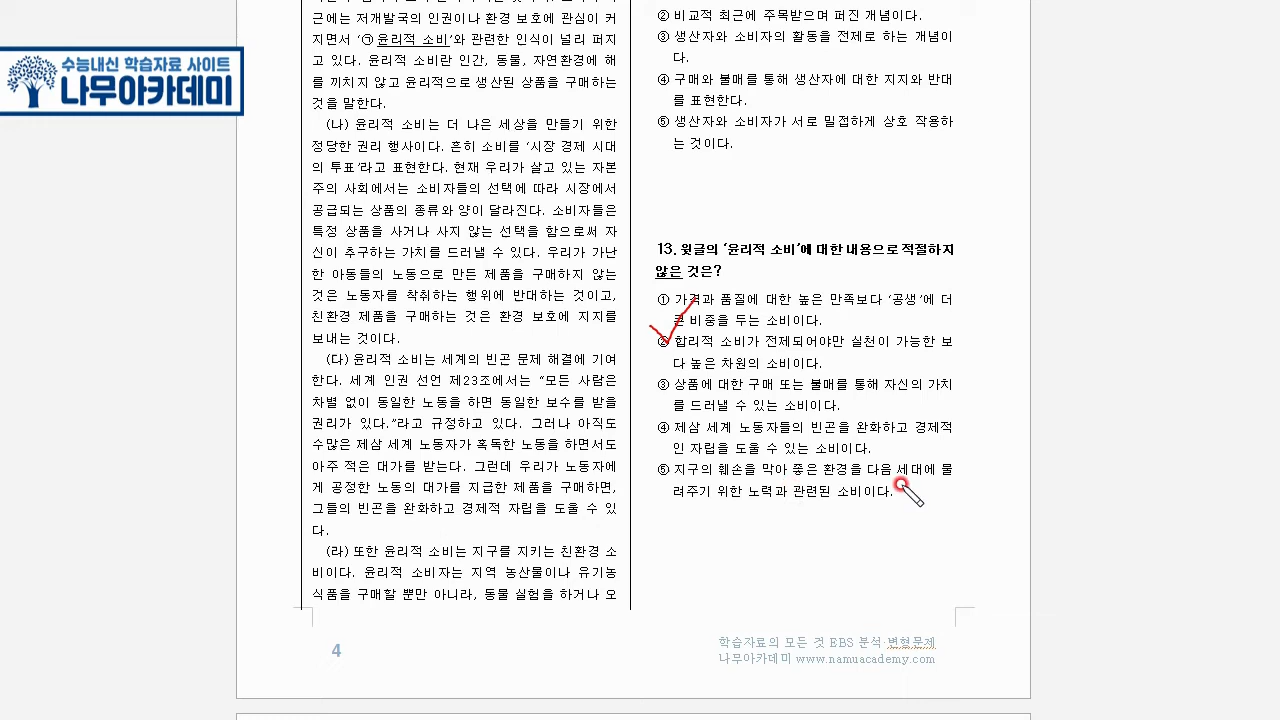 수능내신 학습자료 사이트
나무아카데미
근에는 저개발국의 인권이나 환경 보호에 관심이 커
지면서 ‘㉠윤리적 소비’와 관련한 인식이 널리 퍼지
고 있다. 윤리적 소비란 인간, 동물, 자연환경에 해
를 끼치지 않고 윤리적으로 생산된 상품을 구매하는
것을 말한다.
(나) 윤리적 소비는 더 나은 세상을 만들기 위한
정당한 권리 행사이다. 흔히 소비를 ‘시장 경제 시대
의 투표’라고 표현한다. 현재 우리가 살고 있는 자본
주의 사회에서는 소비자들의 선택에 따라 시장에서
공급되는 상품의 종류와 양이 달라진다. 소비자들은
특정 상품을 사거나 사지 않는 선택을 함으로써 자
신이 추구하는 가치를 드러낼 수 있다. 우리가 가난
한 아동들의 노동으로 만든 제품을 구매하지 않는
것은 노동자를 착취하는 행위에 반대하는 것이고,
친환경 제품을 구매하는 것은 환경 보호에 지지를
보내는 것이다.
(다) 윤리적 소비는 세계의 빈곤 문제 해결에 기여
한다. 세계 인권 선언 제23조에서는 “모든 사람은
차별 없이 동일한 노동을 하면 동일한 보수를 받을
권리가 있다.”라고 규정하고 있다. 그러나 아직도
수많은 제삼 세계 노동자가 혹독한 노동을 하면서도
아주 적은 대가를 받는다. 그런데 우리가 노동자에
게 공정한 노동의 대가를 지급한 제품을 구매하면,
그들의 빈곤을 완화하고 경제적 자립을 도울 수 있
다.
(라) 또한 윤리적 소비는 지구를 지키는 친환경 소
비이다. 윤리적 소비자는 지역 농산물이나 유기농
식품을 구매할 뿐만 아니라, 동물 실험을 하거나 오
② 비교적 최근에 주목받으며 퍼진 개념이다.
③ 생산자와 소비자의 활동을 전제로 하는 개념이
다.
④ 구매와 불매를 통해 생산자에 대한 지지와 반대
를 표현한다.
⑤ 생산자와 소비자가 서로 밀접하게 상호 작용하
는 것이다.
13. 윗글의 ‘윤리적 소비’에 대한 내용으로 적절하지
않은 것은?
① 가격과 품질에 대한 높은 만족보다 ‘공생’에 더
큰 비중을 두는 소비이다.
② 합리적 소비가 전제되어야만 실천이 가능한 보
다 높은 차원의 소비이다.
③ 상품에 대한 구매 또는 불매를 통해 자신의 가치
를 드러낼 수 있는 소비이다.
④ 제삼 세계 노동자들의 빈곤을 완화하고 경제적
인 자립을 도울 수 있는 소비이다.
⑤ 지구의 훼손을 막아 좋은 환경을 다음 세대에 물
려주기 위한 노력과 관련된 소비이다.
4
학습자료의 모든 것 EBS 분석·변형문제
나무아카데미 www.namuacademy.com